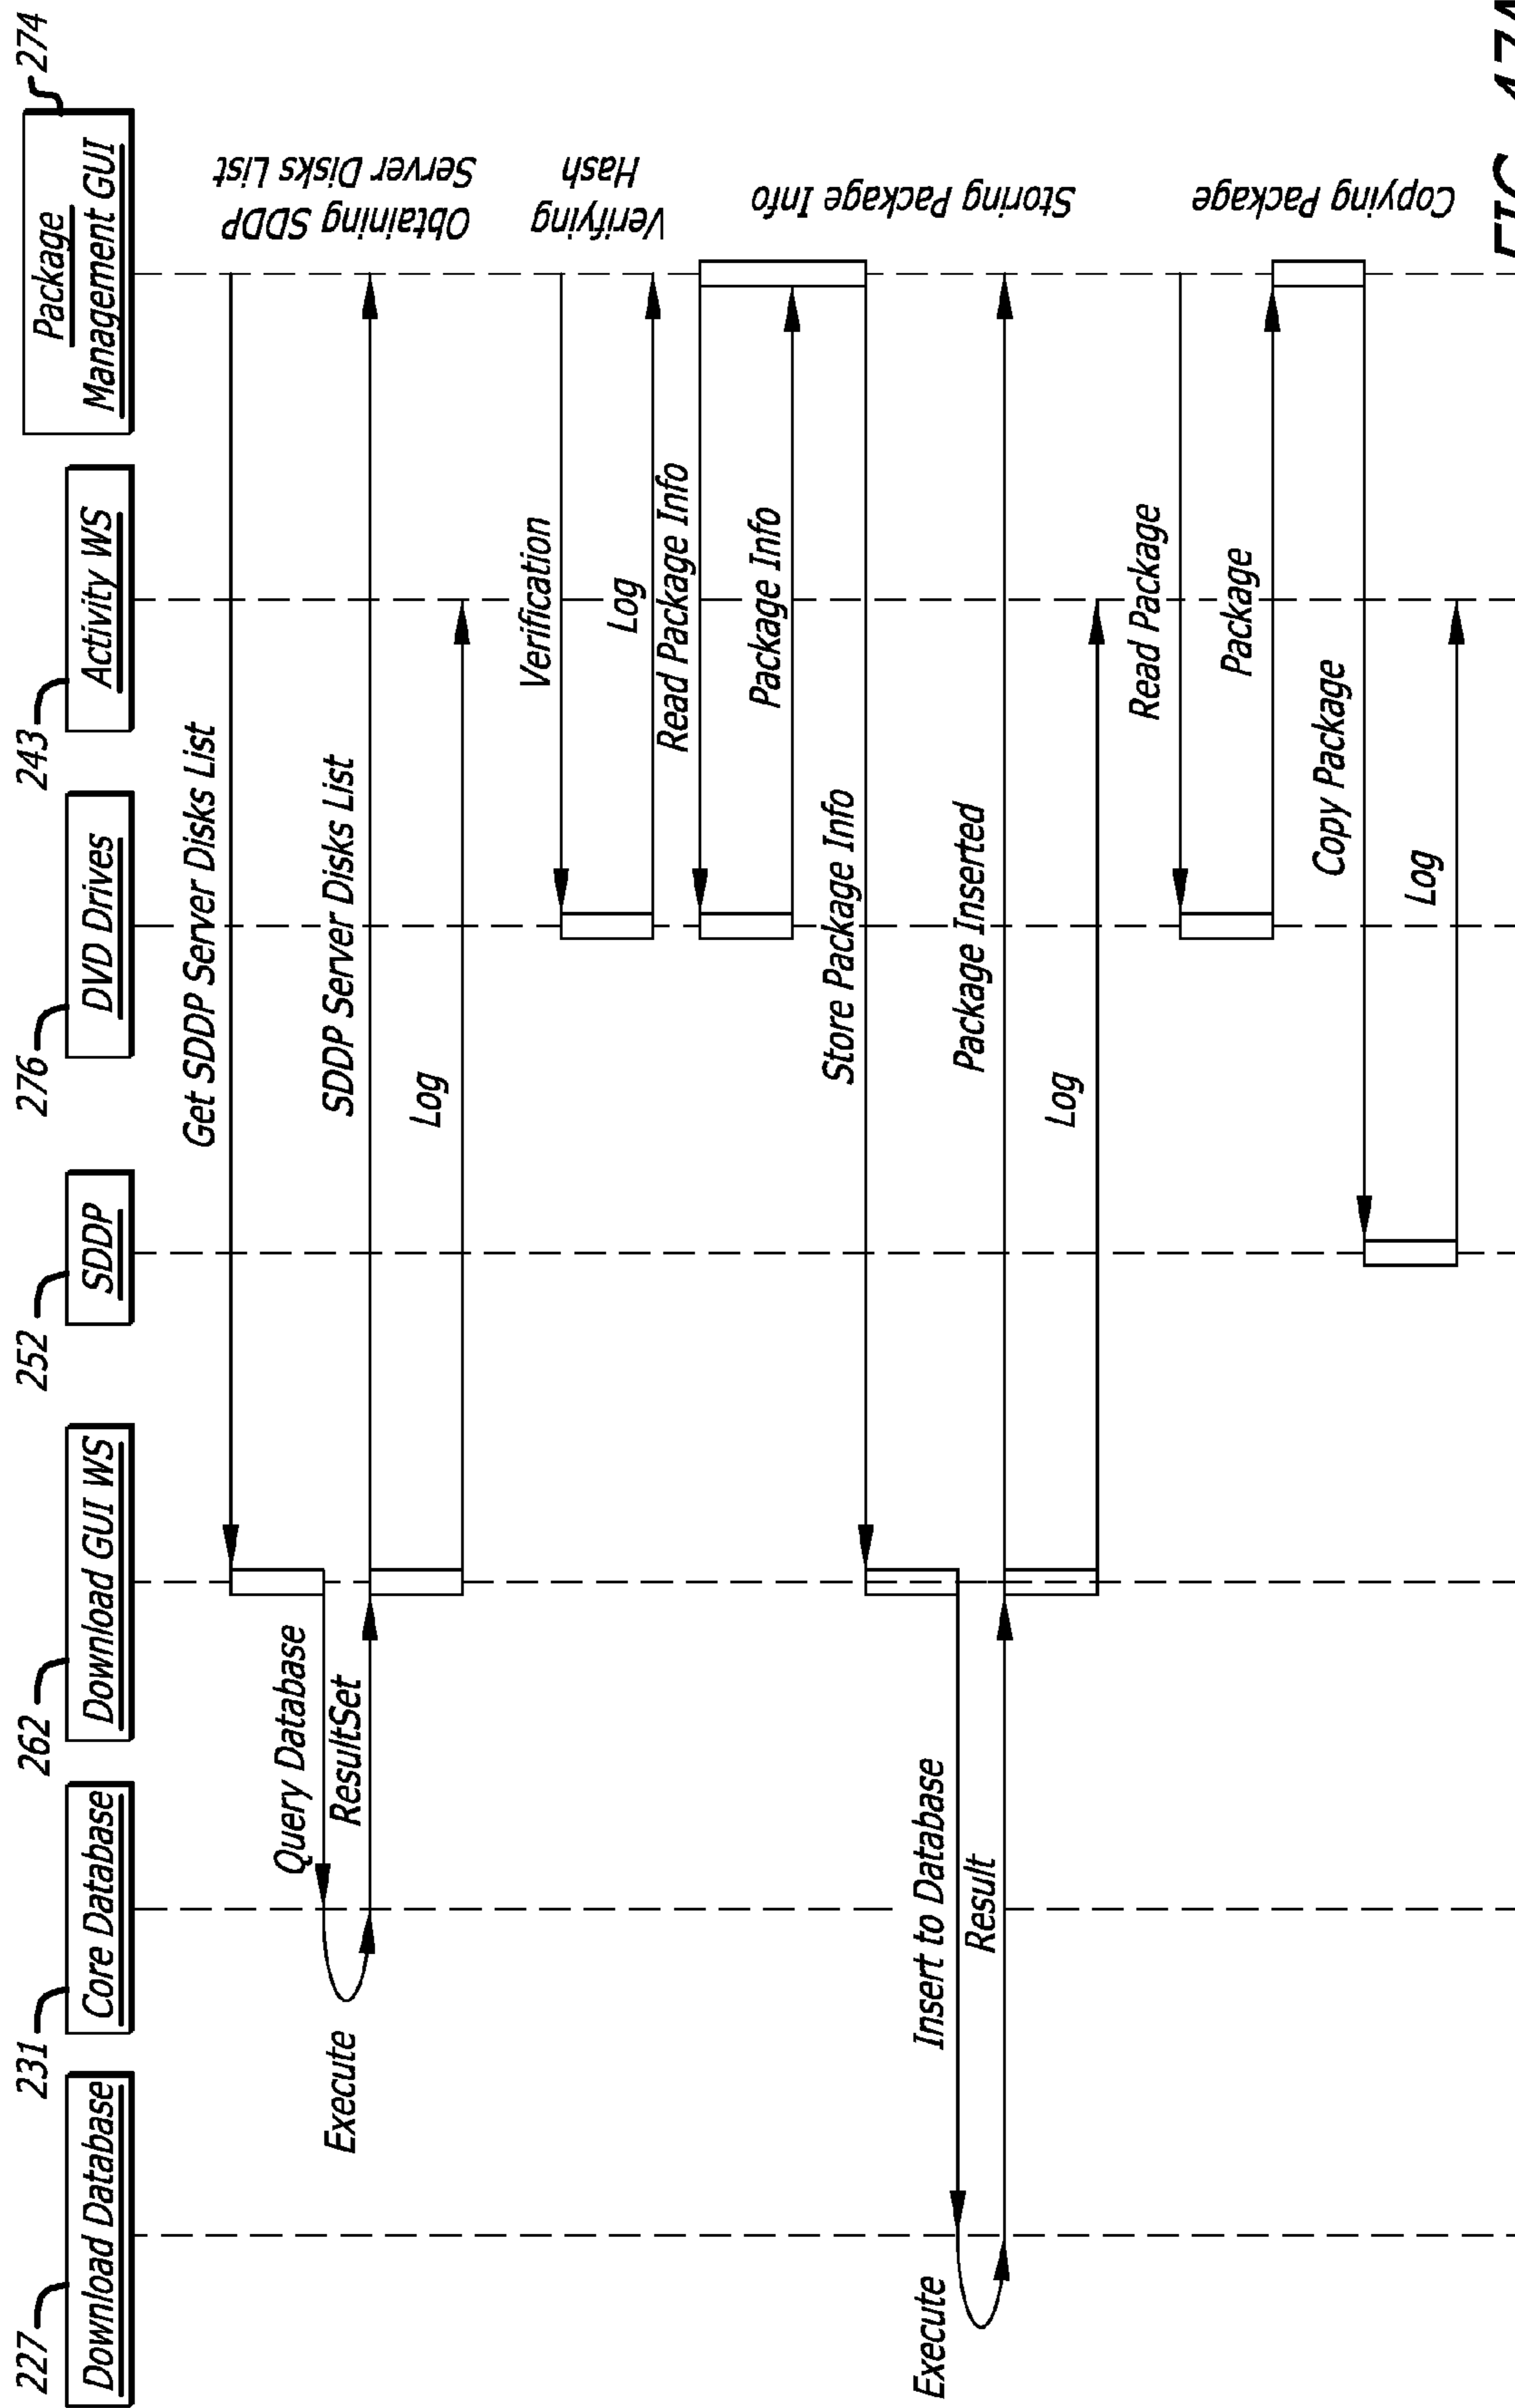 227
231
262
252
276
243
274
Download Database
Core Database
Download GUI WS
SDDP
DVD Drives
Activity WS
Package
Management GUI
Get SDDP Server Disks List
Obtaining SDDP
Server Disks List
Query Database
Execute
ResultSet
SDDP Server Disks List
Log
Verification
Verifying
Hash
Log
Read Package Info
Package Info
Storing Package Info
Store Package Info
Insert to Database
Execute
Result
Package Inserted
Log
Read Package
Package
Copying Package
Copy Package
Log
FIG. 47A